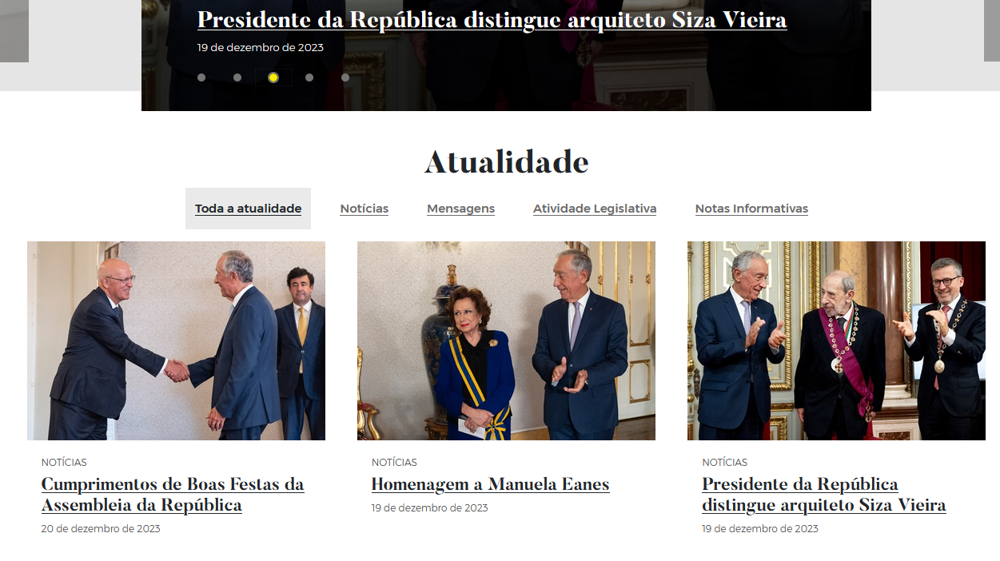 Presidente da República distingue arquiteto Siza Vieira
19 de dezembro de 2023
Atualidade
Toda a atualidade Notícias Mensagens Atividade Legislativa Notas Informativas
NOTÍCIAS
Cumprimentos de Boas Festas da
Assembleia da República
20 de dezembro de 2023
NOTÍCIAS
Homenagem a Manuela Eanes
19 de dezembro de 2023
NOTÍCIAS
Presidente da República
distingue arquiteto Siza Vieira
19 de dezembro de 2023